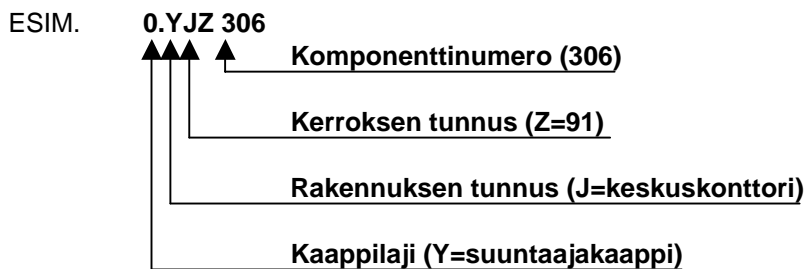 ESIM. 0.YJZ 306
Komponenttinumero (306)
Kerroksen tunnus (Z=91)
Rakennuksen tunnus (J=keskuskonttori)
Kaappilaji (Y=suuntaajakaappi)